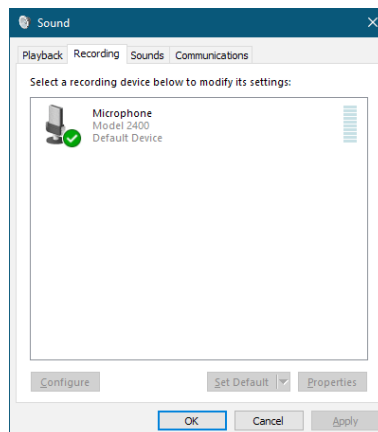 Sound
Playback Recording Sounds Communications
Select a recording device below to modify its settings:
Microphone
Model 2400
Default Device
Configure Set Default Properties
OK Cancel Apply